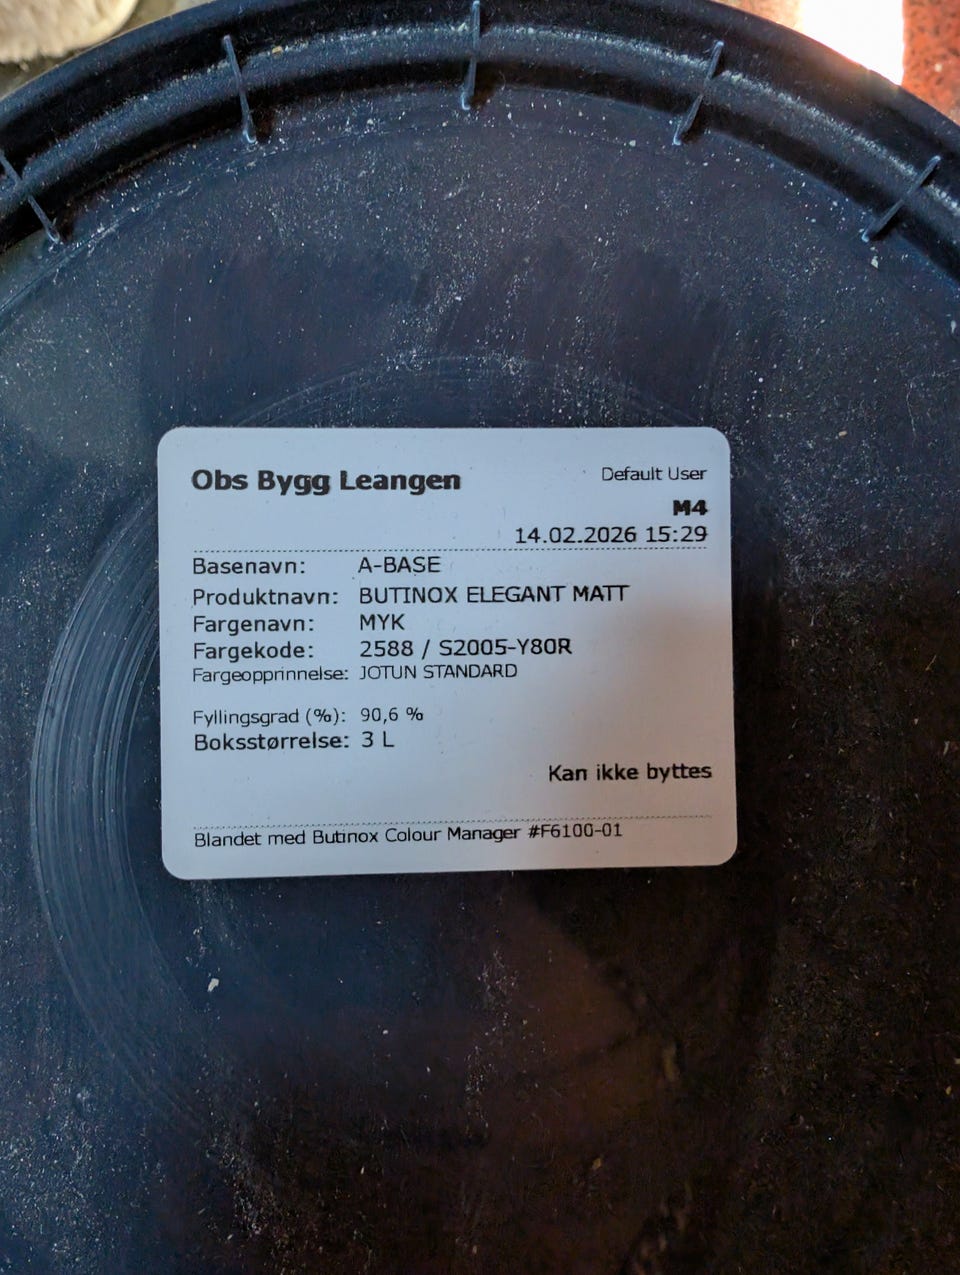 Obs Bygg Leangen
Default User
M4
14.02.2026 15:29
Basenavn: A-BASE
Produktnavn: BUTINOX ELEGANT MATT
Fargenavn: MYK
Fargekode: 2588 / S2005-Y80R
Fargeopprinnelse: JOTUN STANDARD
Fyllingsgrad (%): 90,6 %
Boksstørrelse: 3 L
Kan ikke byttes
Blandet med Butinox Colour Manager #F6100-01